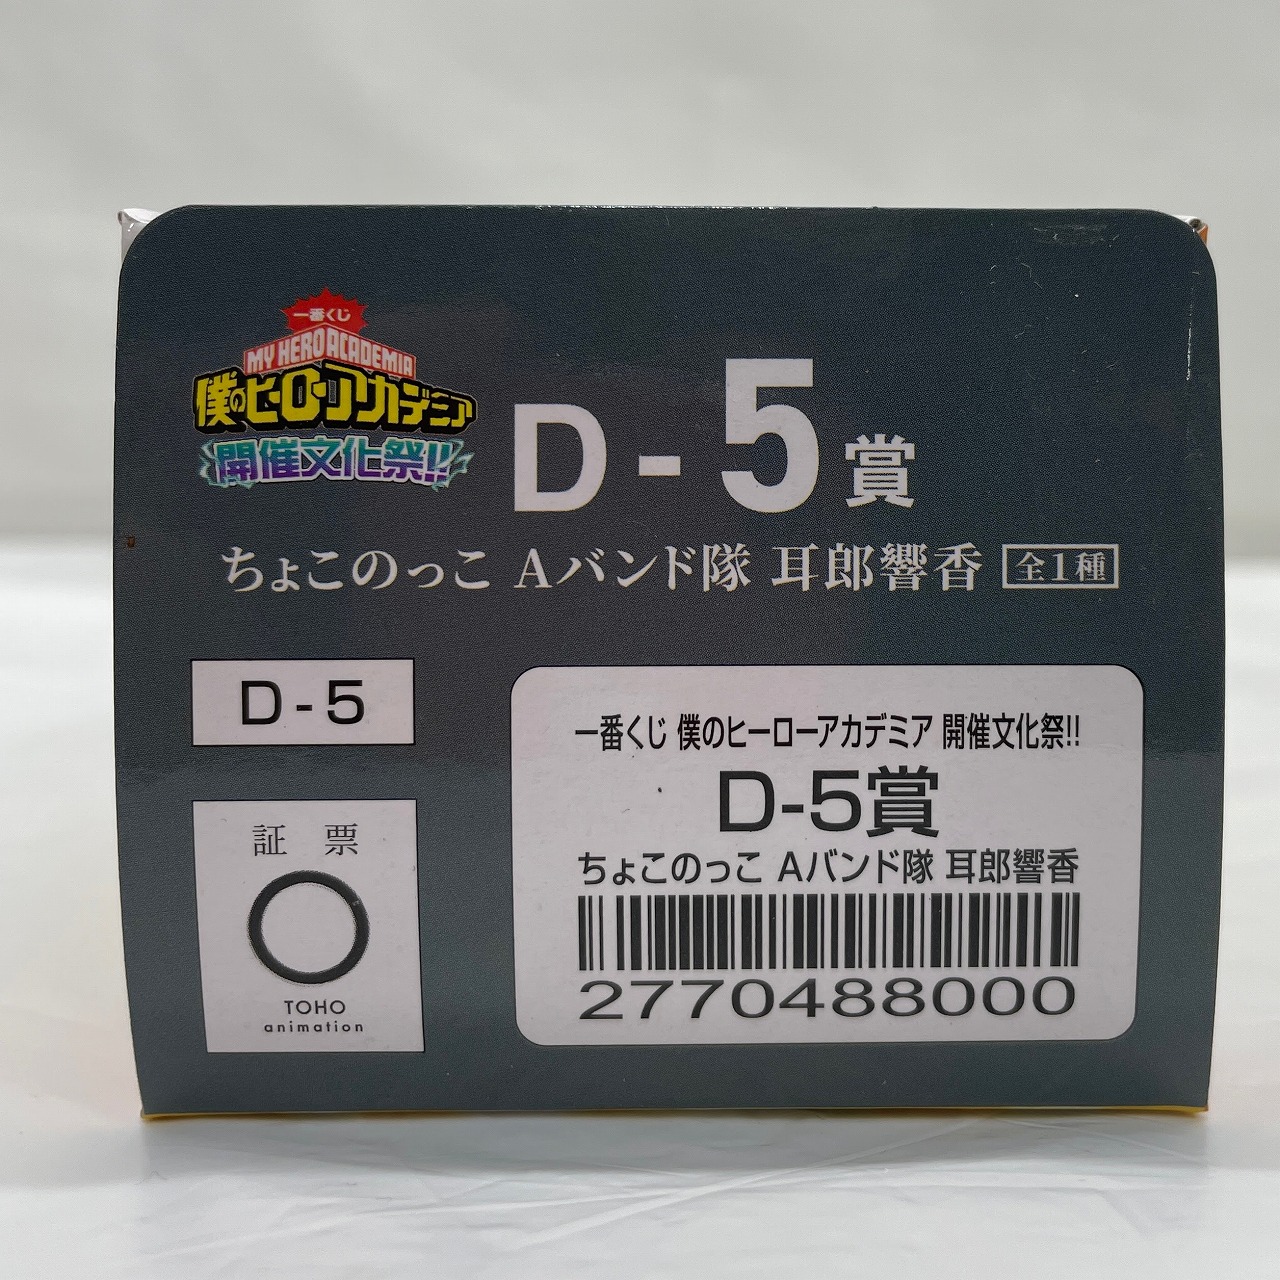 一番くじ
MY HERO ACADEMIA
僕のヒーローアカデミア
開催文化祭!!
D-5賞
ちょこのっこ Aバンド隊 耳郎響香 全1種
D-5
証票
TOHO
animation
一番くじ 僕のヒーローアカデミア 開催文化祭!!
D-5賞
ちょこのっこ Aバンド隊 耳郎響香
2770488000